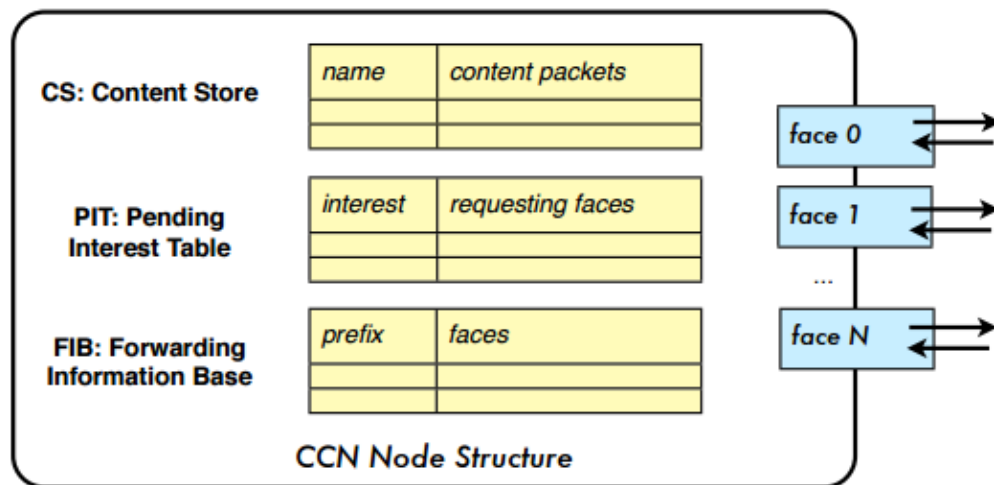 name content packets
CS: Content Store
face 0
PIT: Pending
Interest Table
interest requesting faces
face 1
...
FIB: Forwarding
Information Base
prefix faces
face N
CCN Node Structure